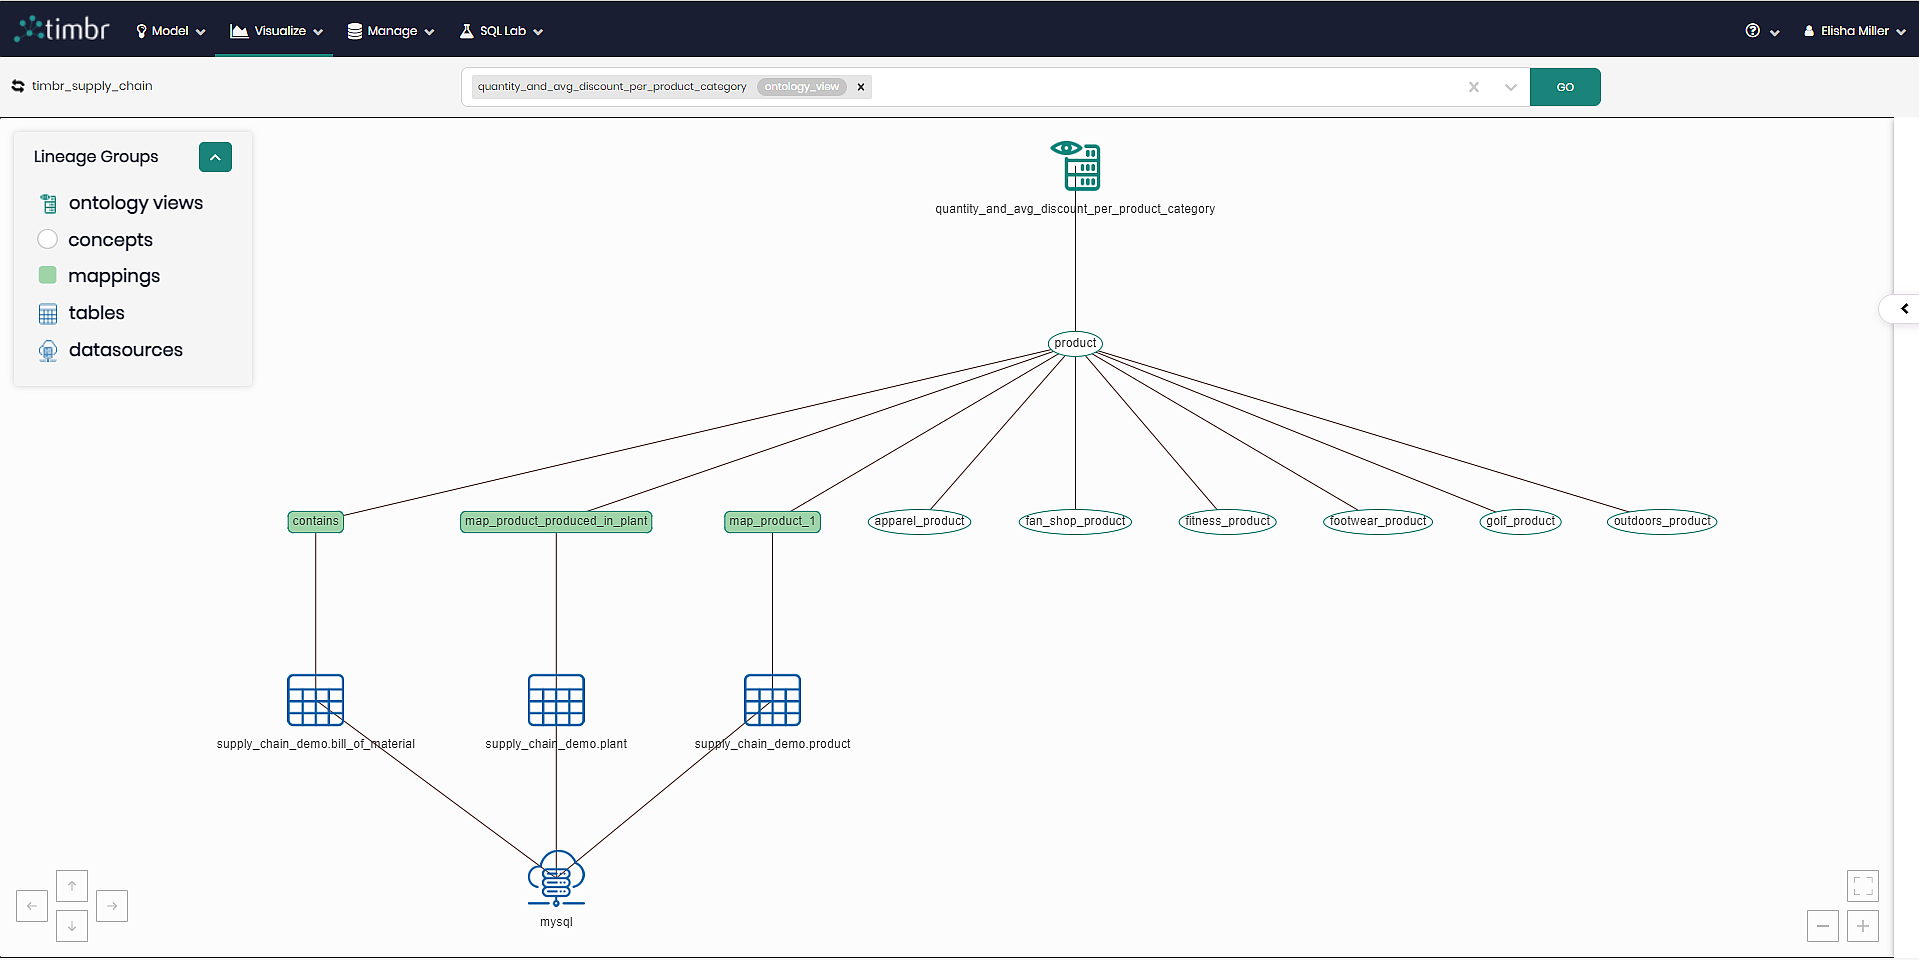 timbr Model Visualize Manage SQL Lab ? Elisha Miller
timbr_supply_chain quantity_and_avg_discount_per_product_category ontology_view x GO
Lineage Groups
ontology views
concepts
mappings
tables
datasources
quantity_and_avg_discount_per_product_category
product
contains map_product_produced_in_plant map_product_1 apparel_product fan_shop_product fitness_product footwear_product golf_product outdoors_product
supply_chain_demo.bill_of_material supply_chain_demo.plant supply_chain_demo.product
mysql